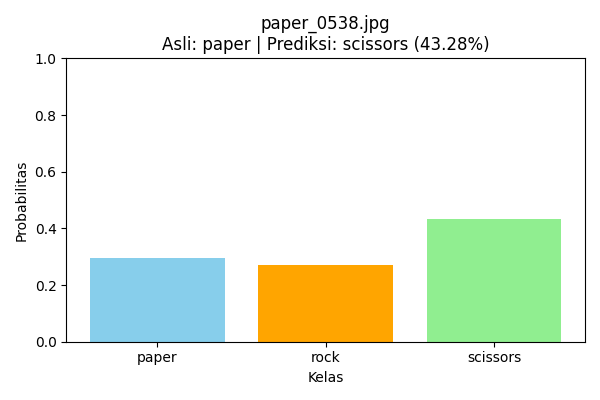 paper_0538.jpg
Asli: paper | Prediksi: scissors (43.28%)
1.0
0.8
0.6
0.4
0.2
0.0
Probabilitas
paper rock scissors
Kelas